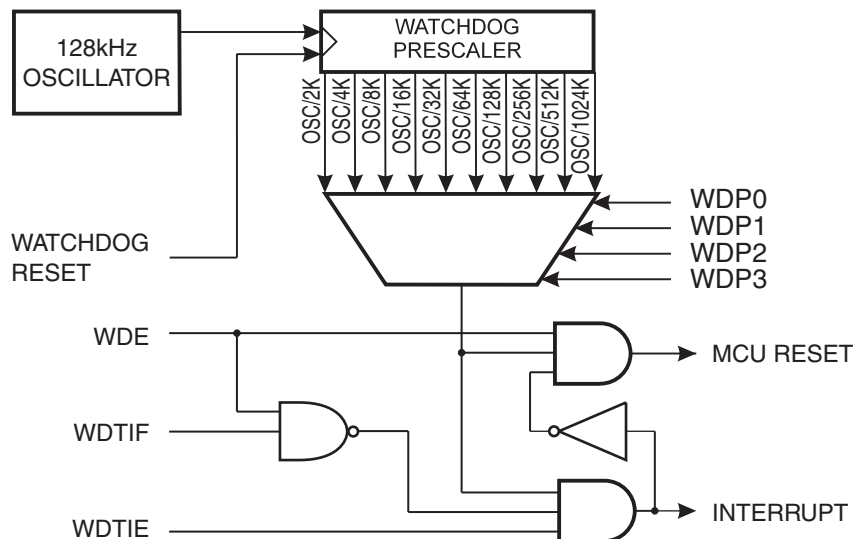 128kHz
OSCILLATOR
WATCHDOG
PRESCALER
OSC/2K
OSC/4K
OSC/8K
OSC/16K
OSC/32K
OSC/64K
OSC/128K
OSC/256K
OSC/512K
OSC/1024K
WDP0
WDP1
WDP2
WDP3
WATCHDOG
RESET
WDE
MCU RESET
WDTIF
INTERRUPT
WDTIE